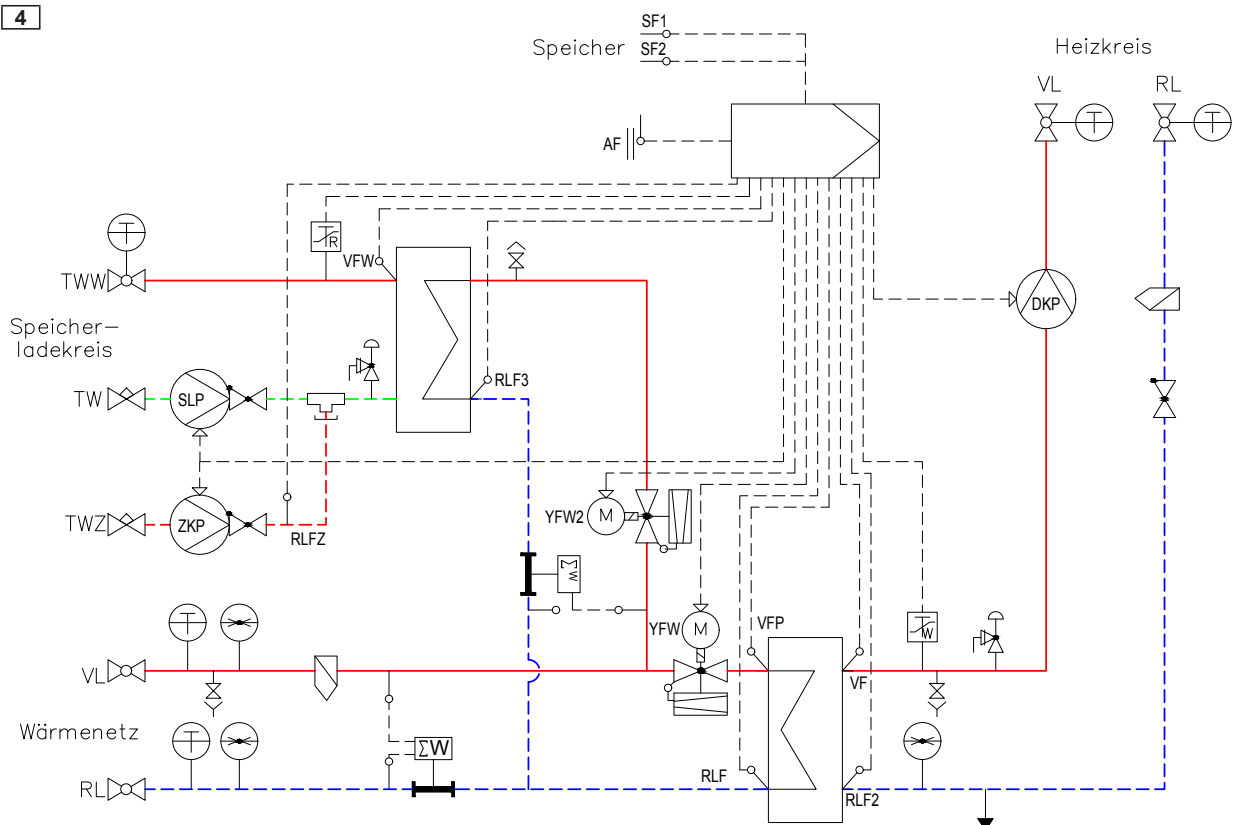 4
SF1
Speicher
SF2
Heizkreis
VL
RL
T
T
AF
T
R
VFW
TWW
DKP
Speicher-
ladekreis
RLF3
TW
SLP
TWZ
ZKP
RLFZ
YFW2
M
ΣW
YFW
M
VFP
W
T
VL
VF
Wärmenetz
T
ΣW
RLF
RL
RLF2